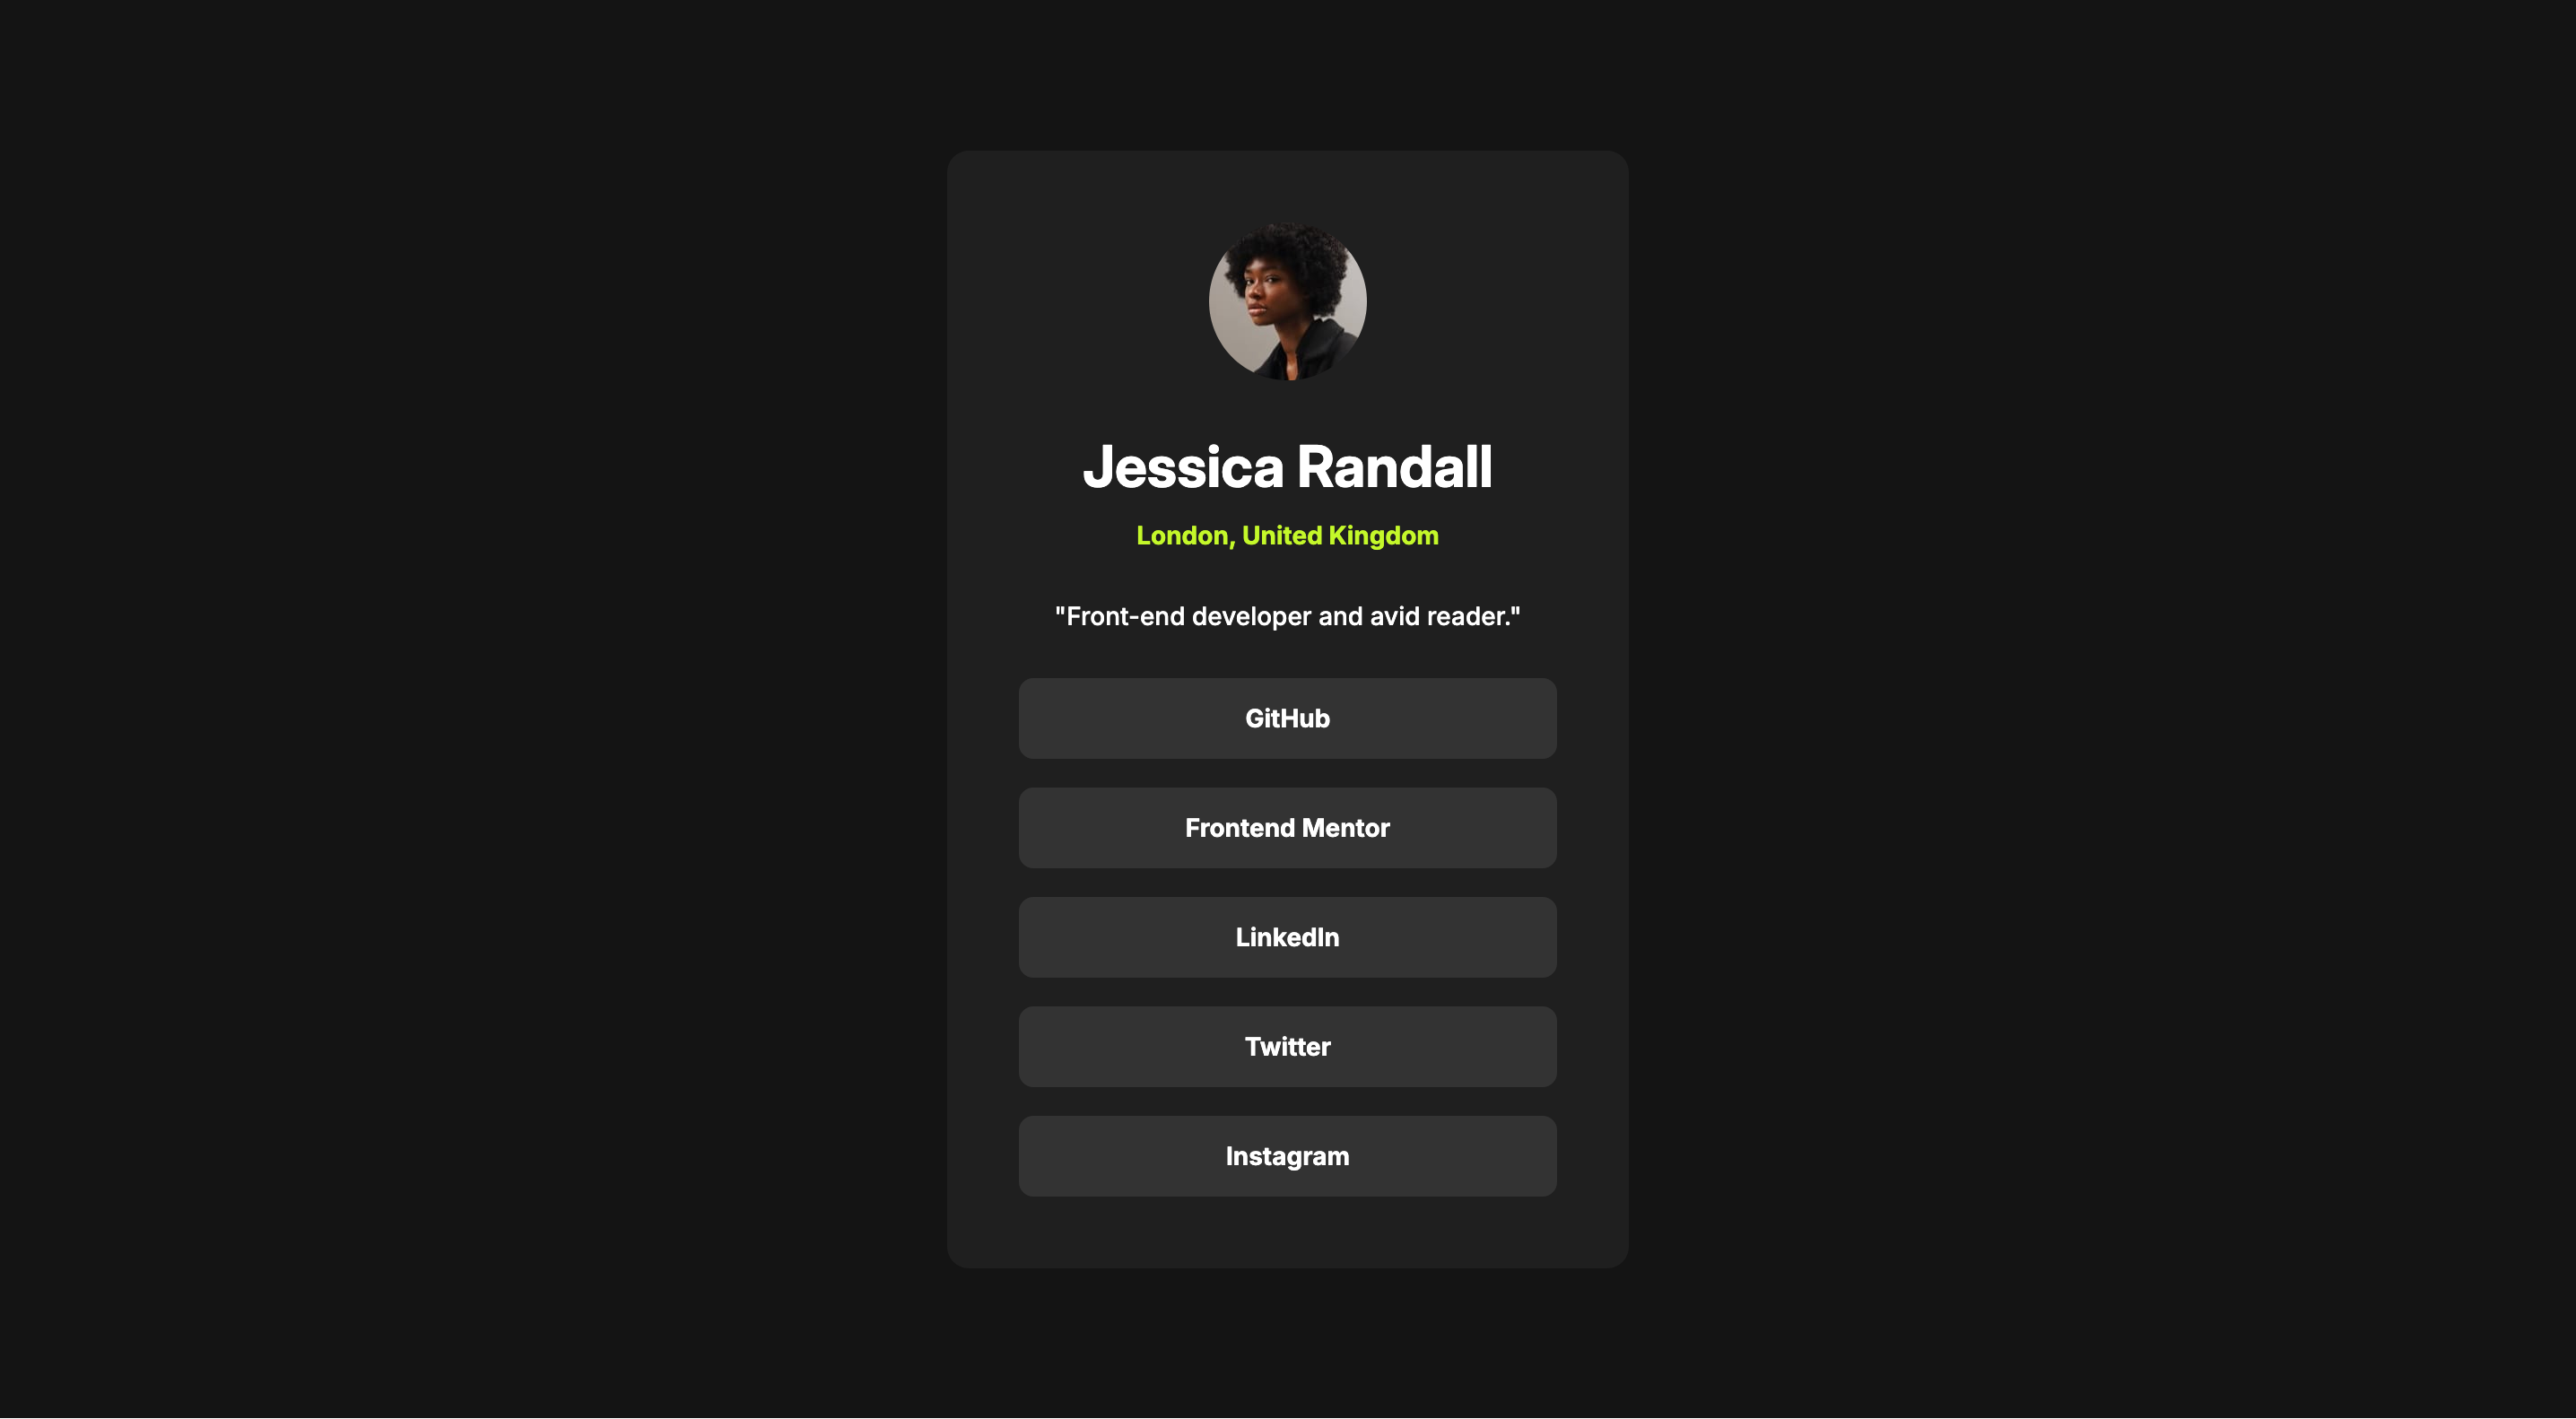 Jessica Randall
London, United Kingdom
"Front-end developer and avid reader."
GitHub
Frontend Mentor
LinkedIn
Twitter
Instagram